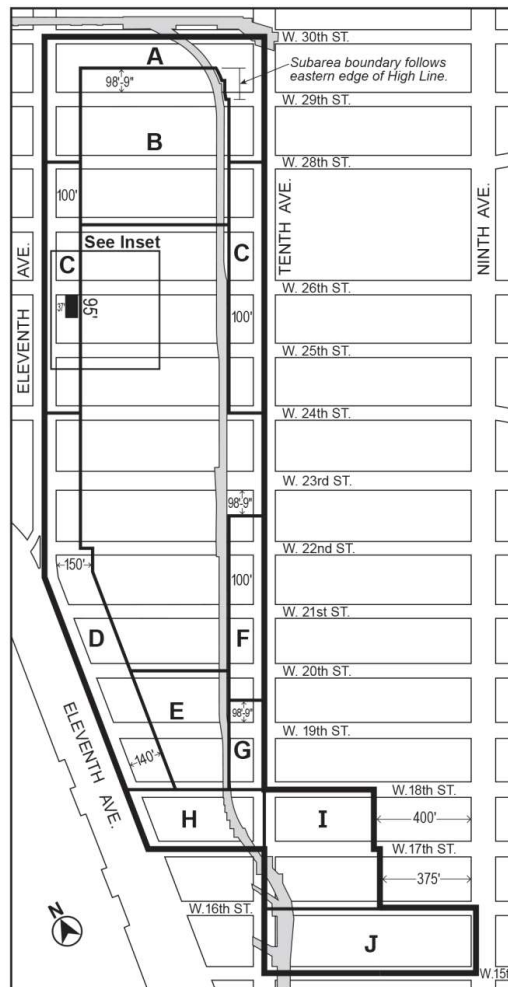 W. 30th ST.
A
Subarea boundary follows
eastern edge of High Line.
98'-9"
W. 29th ST.
B
W. 28th ST.
100'
TENTH AVE.
NINTH AVE.
ELEVENTH AVE.
See Inset
C
C
W. 26th ST.
37'
95'
100'
W. 25th ST.
W. 24th ST.
W. 23rd ST.
98'-9"
W. 22nd ST.
150'
100'
W. 21st ST.
D
F
W. 20th ST.
E
98'-9"
W. 19th ST.
G
ELEVENTH AVE.
140'
W.18th ST.
H
I
400'
W.17th ST.
375'
W.16th ST.
N
J
W.15t